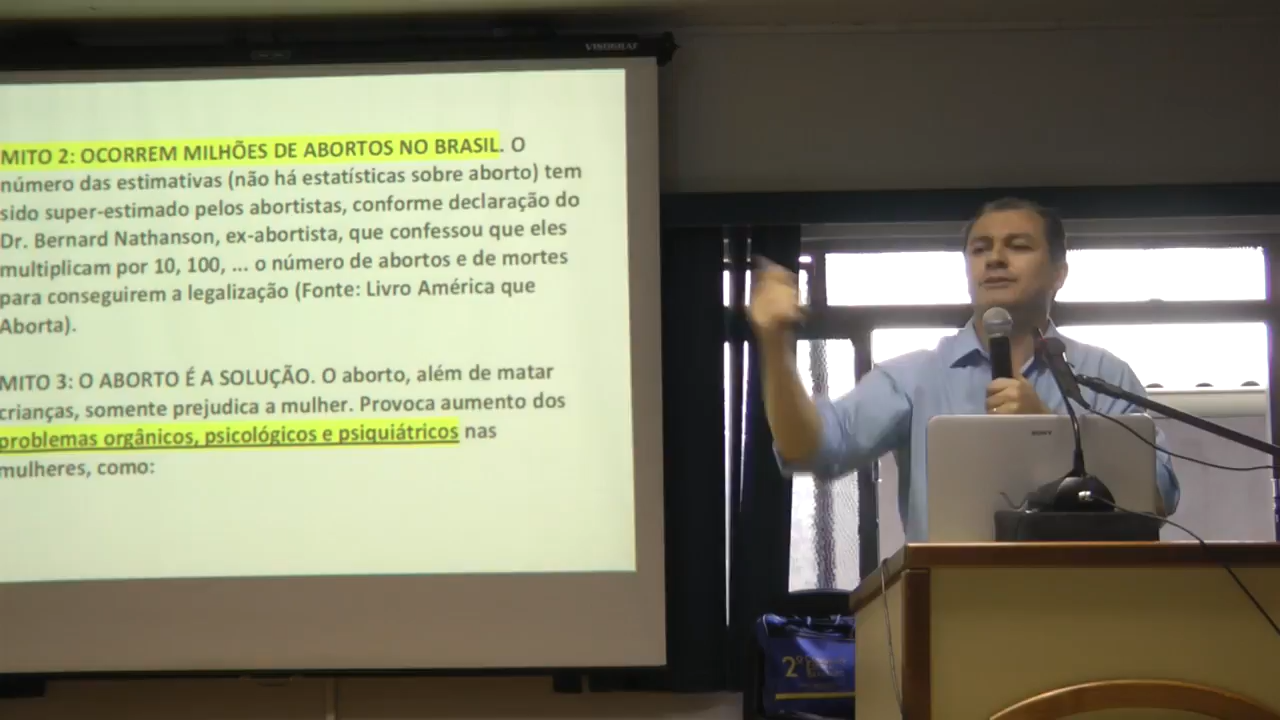 VISOGRAF
MITO 2: OCORREM MILHÕES DE ABORTOS NO BRASIL. O
número das estimativas (não há estatísticas sobre aborto) tem
sido super-estimado pelos abortistas, conforme declaração do
Dr. Bernard Nathanson, ex-abortista, que confessou que eles
multiplicam por 10, 100, ... o número de abortos e de mortes
para conseguirem a legalização (Fonte: Livro América que
Aborta).
MITO 3: O ABORTO É A SOLUÇÃO. O aborto, além de matar
crianças, somente prejudica a mulher. Provoca aumento dos
problemas orgânicos, psicológicos e psiquiátricos nas
mulheres, como:
SONY
2º